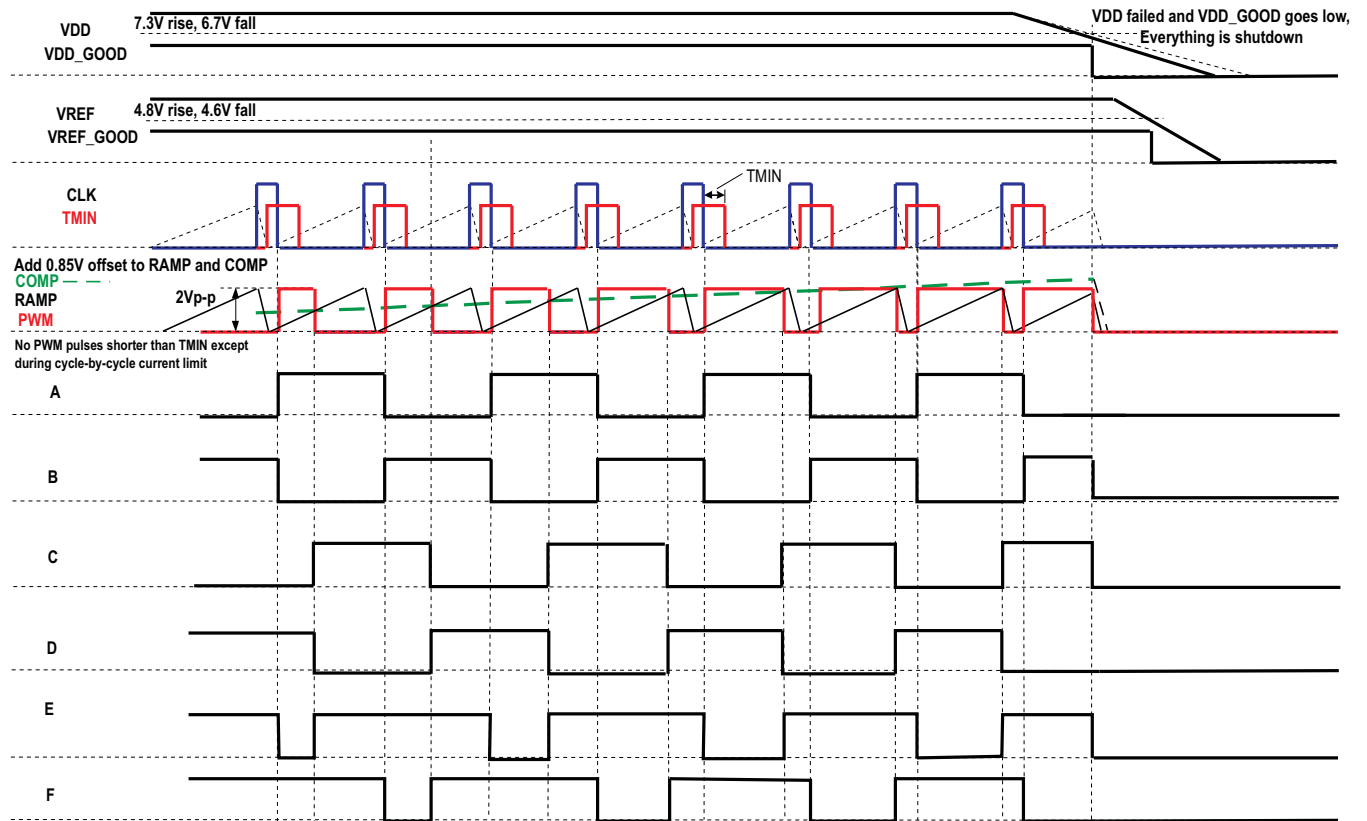 VDD
7.3V rise, 6.7V fall
VDD_GOOD
VDD failed and VDD_GOOD goes low,
Everything is shutdown
VREF
4.8V rise, 4.6V fall
VREF_GOOD
CLK
TMIN
TMIN
Add 0.85V offset to RAMP and COMP
COMP
RAMP
PWM
2Vp-p
No PWM pulses shorter than TMIN except
during cycle-by-cycle current limit
A
B
C
D
E
F